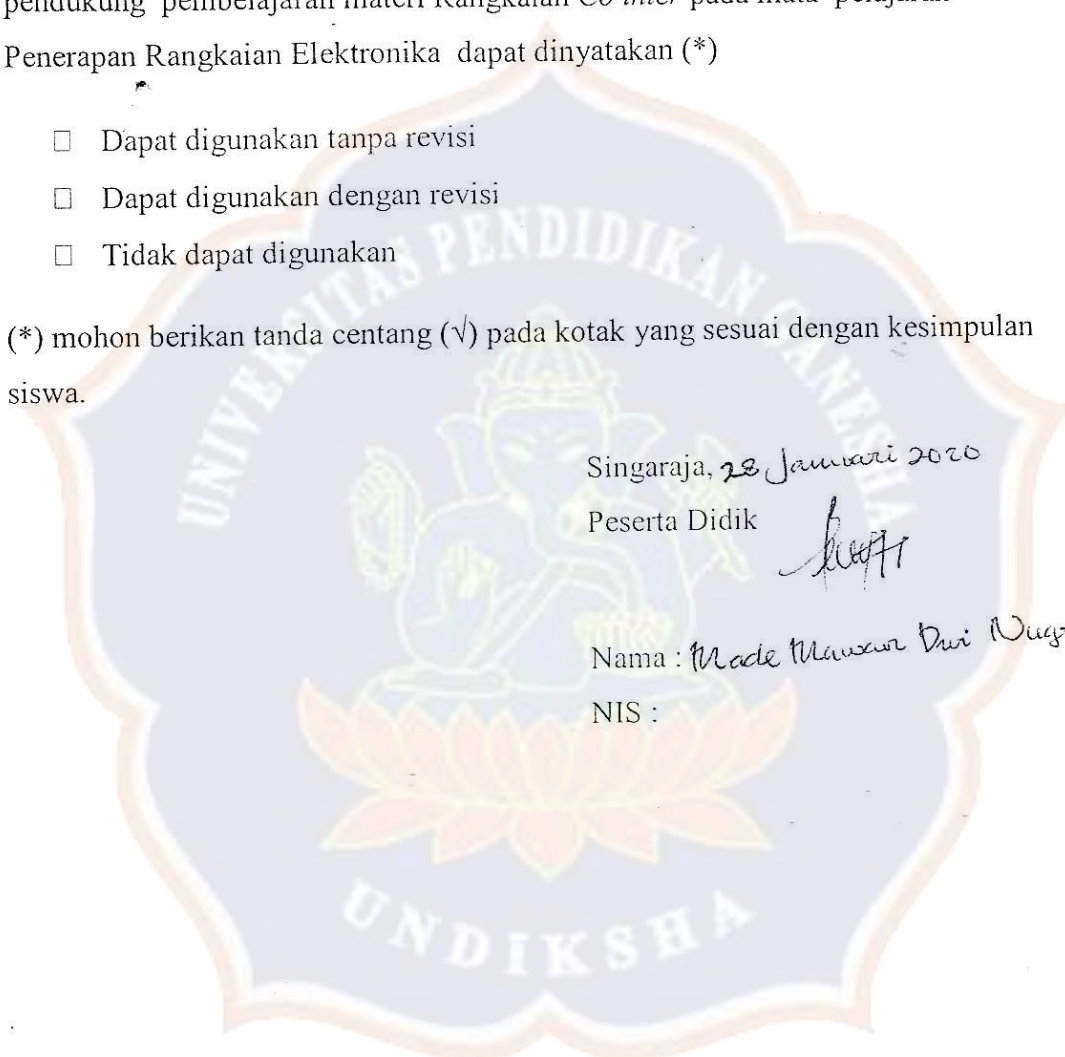 pendukung pembelajaran materi Rangkaian Counter pada mata pelajaran
Penerapan Rangkaian Elektronika dapat dinyatakan (*)
☐ Dapat digunakan tanpa revisi
☐ Dapat digunakan dengan revisi
☐ Tidak dapat digunakan
(*) mohon berikan tanda centang (√) pada kotak yang sesuai dengan kesimpulan
siswa.
Singaraja, 28 Januari 2020
Peserta Didik
Nama : Made Mawar Dwi
NIS :
UNIVERSITAS PENDIDIKAN GANESHA
UNDIKSHA